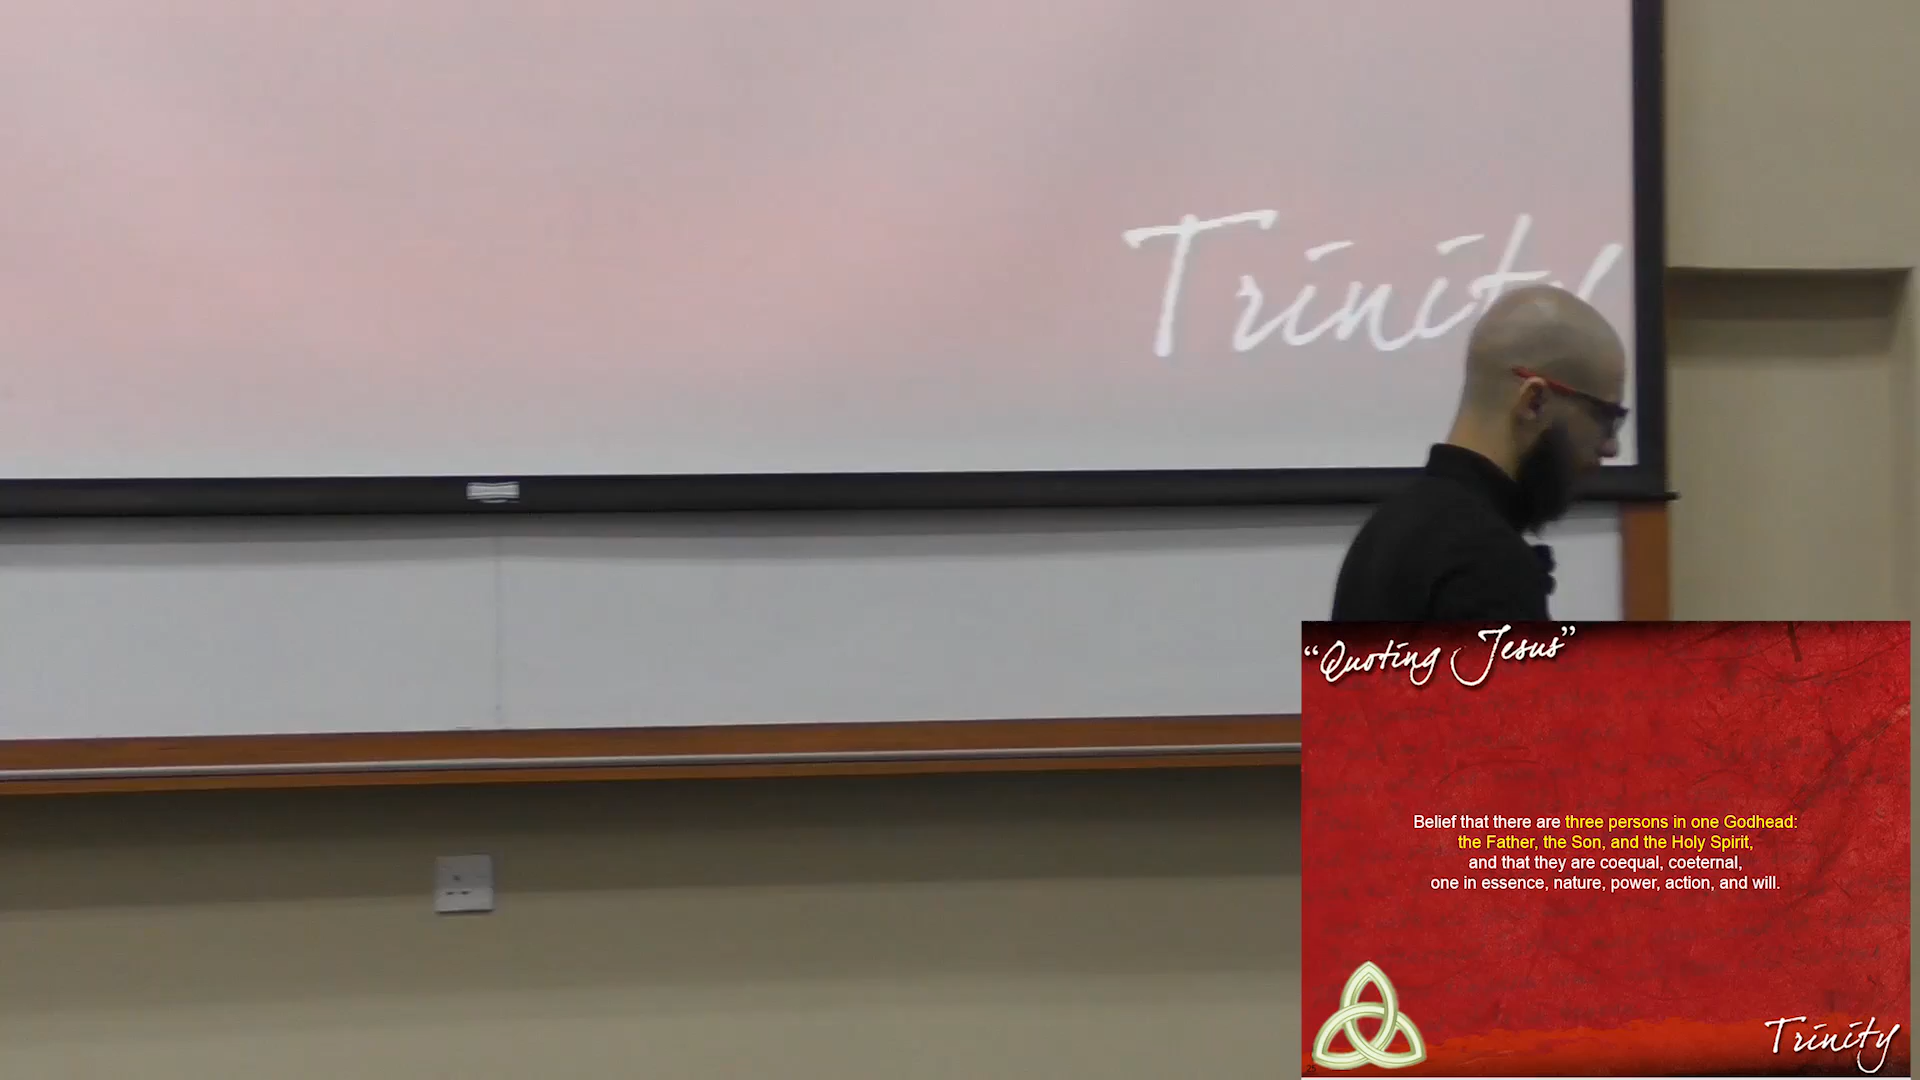 Trinity
“Quoting Jesus”
Belief that there are three persons in one Godhead:
the Father, the Son, and the Holy Spirit,
and that they are coequal, coeternal,
one in essence, nature, power, action, and will.
Trinity